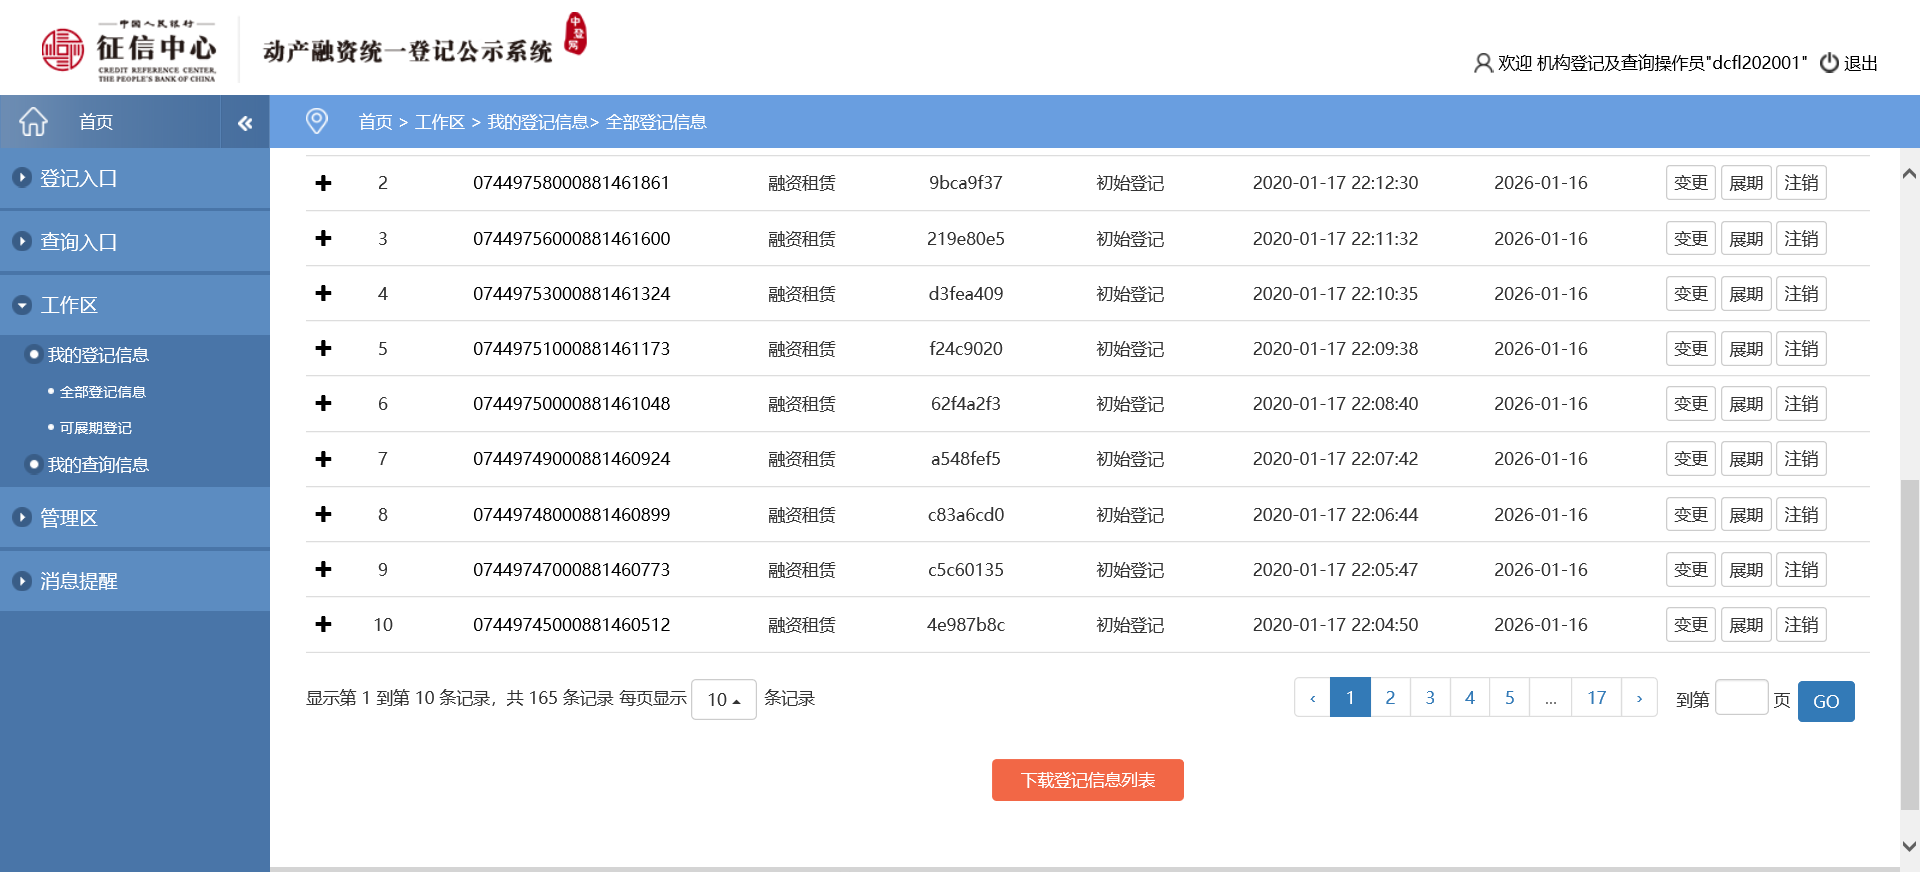 中国人民银行
征信中心
CREDIT REFERENCE CENTER,
THE PEOPLE'S BANK OF CHINA
动产融资统一登记公示系统
中登网
欢迎 机构登记及查询操作员"dcfl202001" 退出
首页 «
首页 > 工作区 > 我的登记信息> 全部登记信息
登记入口
查询入口
工作区
我的登记信息
全部登记信息
可展期登记
我的查询信息
管理区
消息提醒
2 07449758000881461861 融资租赁 9bca9f37 初始登记 2020-01-17 22:12:30 2026-01-16 变更 展期 注销
3 07449756000881461600 融资租赁 219e80e5 初始登记 2020-01-17 22:11:32 2026-01-16 变更 展期 注销
4 07449753000881461324 融资租赁 d3fea409 初始登记 2020-01-17 22:10:35 2026-01-16 变更 展期 注销
5 07449751000881461173 融资租赁 f24c9020 初始登记 2020-01-17 22:09:38 2026-01-16 变更 展期 注销
6 07449750000881461048 融资租赁 62f4a2f3 初始登记 2020-01-17 22:08:40 2026-01-16 变更 展期 注销
7 07449749000881460924 融资租赁 a548fef5 初始登记 2020-01-17 22:07:42 2026-01-16 变更 展期 注销
8 07449748000881460899 融资租赁 c83a6cd0 初始登记 2020-01-17 22:06:44 2026-01-16 变更 展期 注销
9 07449747000881460773 融资租赁 c5c60135 初始登记 2020-01-17 22:05:47 2026-01-16 变更 展期 注销
10 07449745000881460512 融资租赁 4e987b8c 初始登记 2020-01-17 22:04:50 2026-01-16 变更 展期 注销
显示第 1 到第 10 条记录，共 165 条记录 每页显示 10 条记录 ‹ 1 2 3 4 5 ... 17 › 到第 页 GO
下载登记信息列表